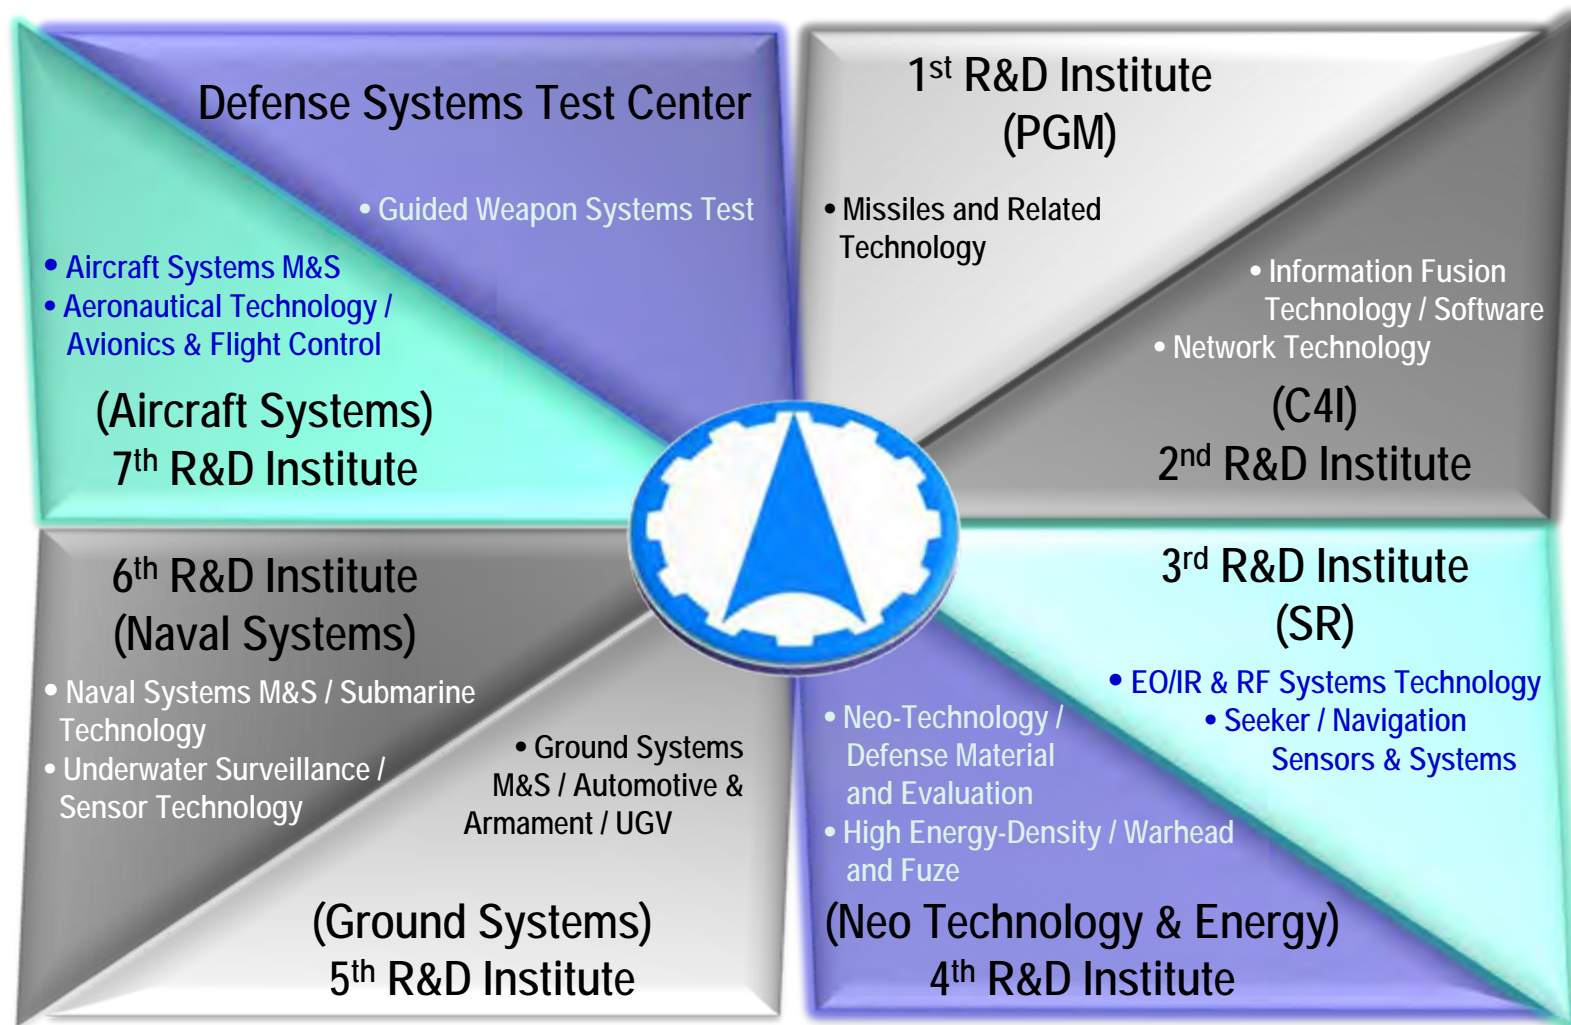 Defense Systems Test Center
• Guided Weapon Systems Test
1st R&D Institute
(PGM)
• Missiles and Related
Technology
• Information Fusion
Technology / Software
• Network Technology
(C4I)
2nd R&D Institute
• Aircraft Systems M&S
• Aeronautical Technology /
Avionics & Flight Control
(Aircraft Systems)
7th R&D Institute
6th R&D Institute
(Naval Systems)
• Naval Systems M&S / Submarine
Technology
• Underwater Surveillance /
Sensor Technology
• Ground Systems
M&S / Automotive &
Armament / UGV
(Ground Systems)
5th R&D Institute
3rd R&D Institute
(SR)
• EO/IR & RF Systems Technology
• Seeker / Navigation
Sensors & Systems
• Neo-Technology /
Defense Material
and Evaluation
• High Energy-Density / Warhead
and Fuze
(Neo Technology & Energy)
4th R&D Institute